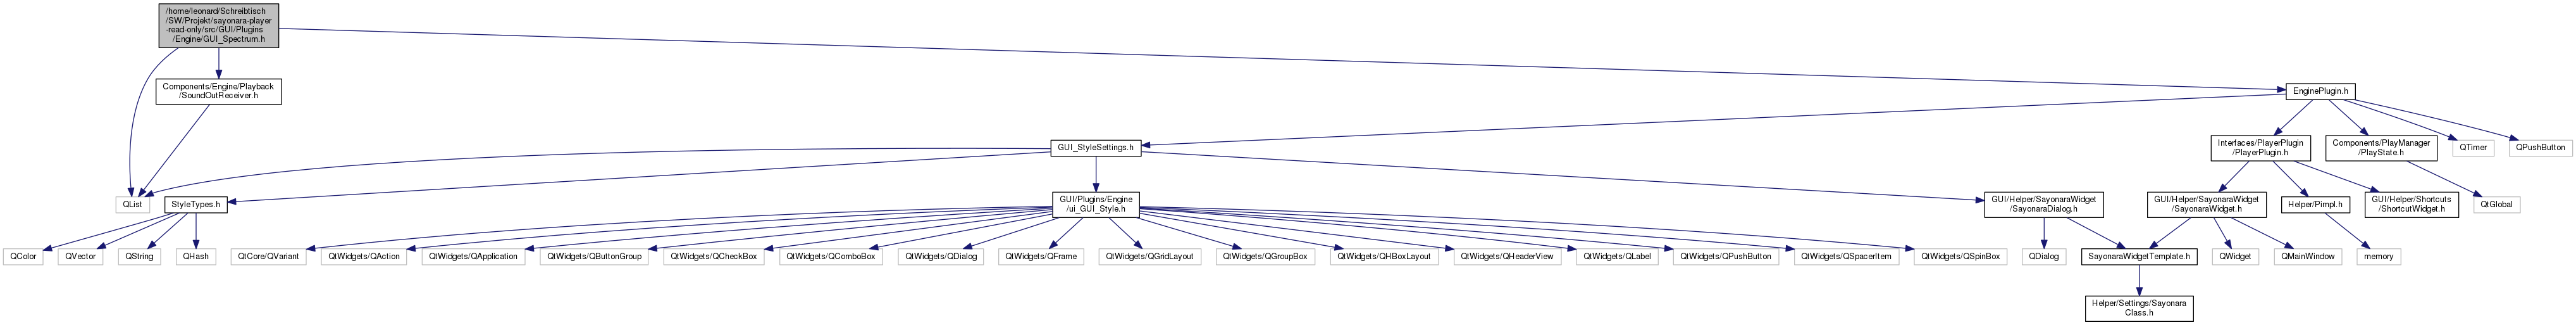 /home/leonard/Schreibtisch
/SW/Projekt/sayonara-player
-read-only/src/GUI/Plugins
/Engine/GUI_Spectrum.h
Components/Engine/Playback
/SoundOutReceiver.h
EnginePlugin.h
GUI_StyleSettings.h
Interfaces/PlayerPlugin
/PlayerPlugin.h
Components/PlayManager
/PlayState.h
QTimer
QPushButton
QList
StyleTypes.h
GUI/Plugins/Engine
/ui_GUI_Style.h
GUI/Helper/SayonaraWidget
/SayonaraDialog.h
GUI/Helper/SayonaraWidget
/SayonaraWidget.h
Helper/Pimpl.h
GUI/Helper/Shortcuts
/ShortcutWidget.h
QtGlobal
QColor
QVector
QString
QHash
QtCore/QVariant
QtWidgets/QAction
QtWidgets/QApplication
QtWidgets/QButtonGroup
QtWidgets/QCheckBox
QtWidgets/QComboBox
QtWidgets/QDialog
QtWidgets/QFrame
QtWidgets/QGridLayout
QtWidgets/QGroupBox
QtWidgets/QHBoxLayout
QtWidgets/QHeaderView
QtWidgets/QLabel
QtWidgets/QPushButton
QtWidgets/QSpacerItem
QtWidgets/QSpinBox
QDialog
SayonaraWidgetTemplate.h
QWidget
QMainWindow
memory
Helper/Settings/Sayonara
Class.h